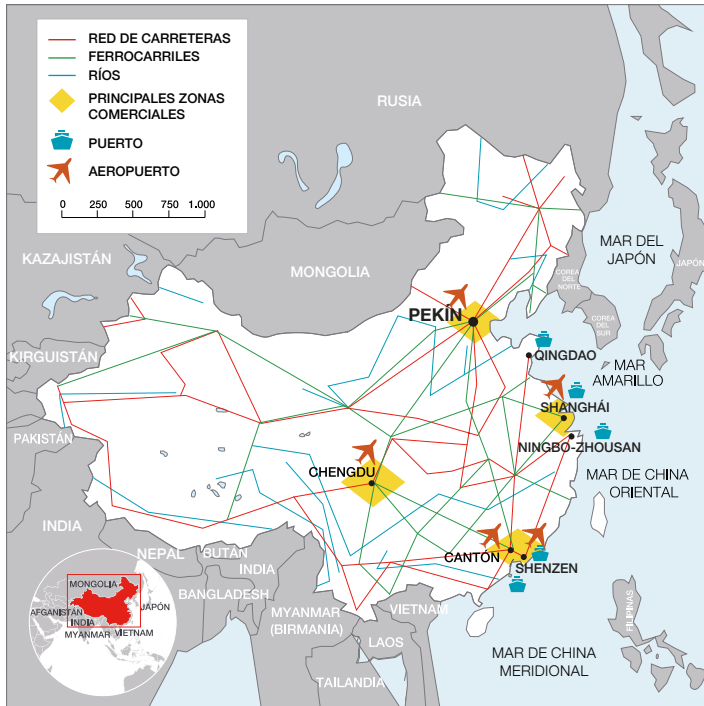 RED DE CARRETERAS
FERROCARRILES
RÍOS
PRINCIPALES ZONAS
COMERCIALES
PUERTO
AEROPUERTO
0 250 500 1.000
RUSIA
KAZAJISTÁN
MONGOLIA
MAR DEL
JAPÓN
JAPÓN
COREA
DEL
NORTE
COREA
DEL
SUR
PEKÍN
KIRGUISTÁN
QINGDAO
MAR
AMARILLO
SHANGHÁI
PAKISTÁN
NINGBO-ZHOUSAN
CHENGDU
MAR DE CHINA
ORIENTAL
INDIA
NEPAL
BUTÁN
INDIA
CANTÓN
SHENZEN
BANGLADESH
MYANMAR
(BIRMANIA)
VIETNAM
LAOS
TAILANDIA
FILIPINAS
MAR DE CHINA
MERIDIONAL
MONGOLIA
AFGANISTÁN
JAPÓN
INDIA
MYANMAR
VIETNAM